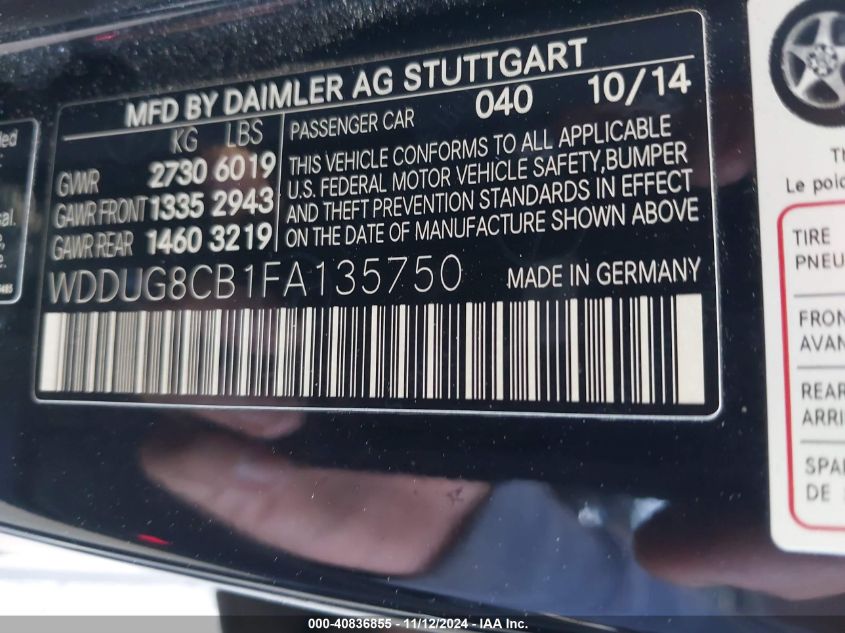 MFD BY DAIMLER AG STUTTGART
KG LBS
PASSENGER CAR 040 10/14
GVWR 2730 6019
GAWR FRONT 1335 2943
GAWR REAR 1460 3219
THIS VEHICLE CONFORMS TO ALL APPLICABLE
U.S. FEDERAL MOTOR VEHICLE SAFETY,BUMPER
AND THEFT PREVENTION STANDARDS IN EFFECT
ON THE DATE OF MANUFACTURE SHOWN ABOVE
WDDUG8CB1FA135750 MADE IN GERMANY
Le
TIRE
FRON
AVAN
REAR
ARRI
SPAR
DE
000-40836855 - 11/12/2024 - IAA Inc.